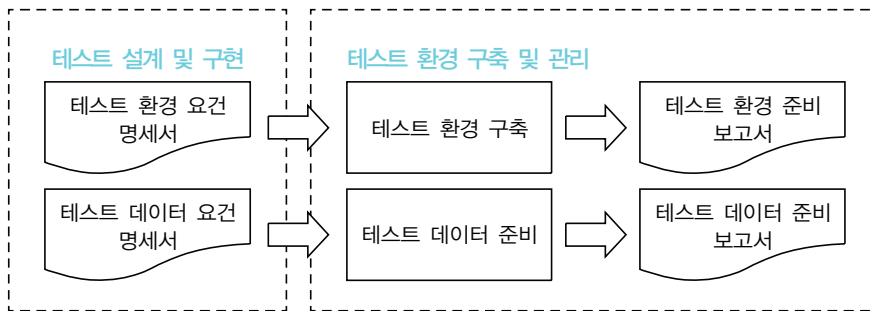 테스트 설계 및 구현
테스트 환경 구축 및 관리
테스트 환경 요건
명세서
테스트 환경 구축
테스트 환경 준비
보고서
테스트 데이터 요건
명세서
테스트 데이터 준비
테스트 데이터 준비
보고서